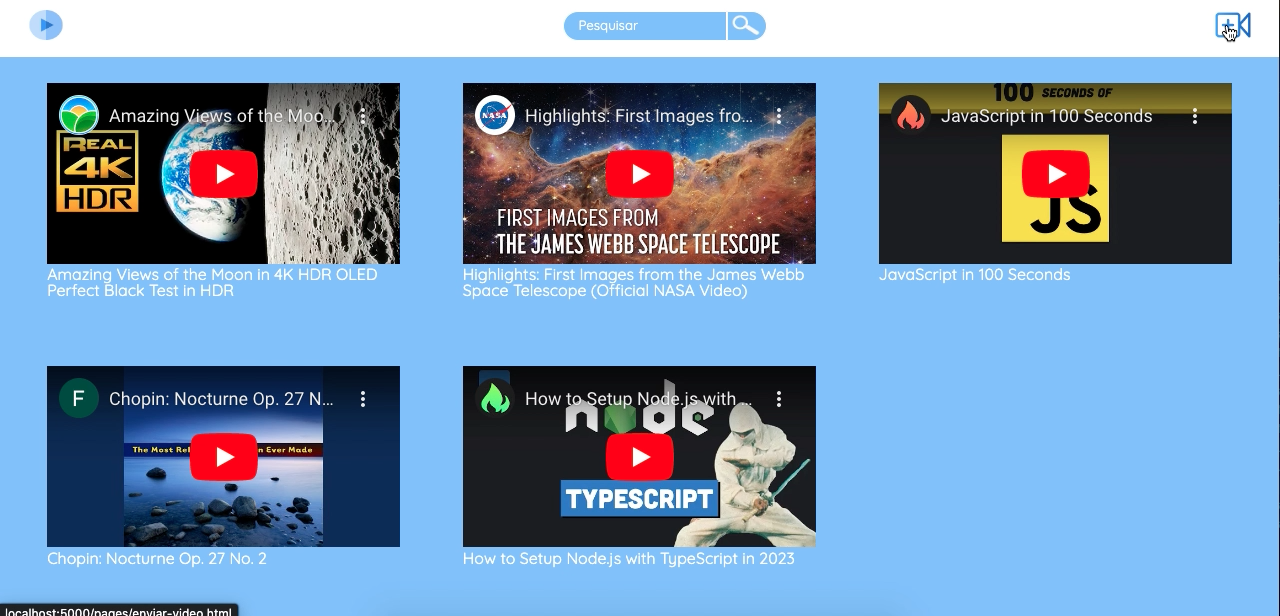 Pesquisar
Amazing Views of the Moo...
REAL
4K
HDR
Amazing Views of the Moon in 4K HDR OLED
Perfect Black Test in HDR
NASA
Highlights: First Images fro...
FIRST IMAGES FROM
THE JAMES WEBB SPACE TELESCOPE
Highlights: First Images from the James Webb
Space Telescope (Official NASA Video)
100 SECONDS OF
JavaScript in 100 Seconds
JS
JavaScript in 100 Seconds
F
Chopin: Nocturne Op. 27 N...
The Most Ever Made
Chopin: Nocturne Op. 27 No. 2
How to Setup Node.js with ...
node
TYPESCRIPT
How to Setup Node.js with TypeScript in 2023
localhost:5000/pages/enviar-video.html